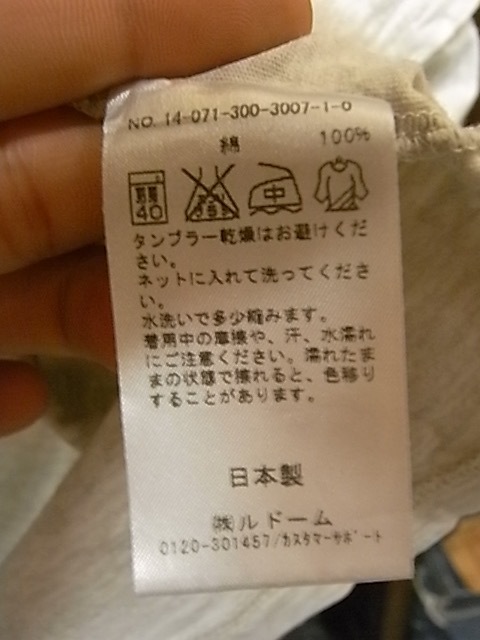 NO. 14-071-300-3007-1-0
綿 100%
40 中
タンブラー乾燥はお避けくだ
さい。
ネットに入れて洗ってくださ
い。
水洗いで多少縮みます。
着用中の摩擦や、汗、水濡れ
にご注意ください。濡れたま
まの状態で擦れると、色移り
することがあります。
日本製
㈱ルドーム
0120-301457/カスタマーサポート